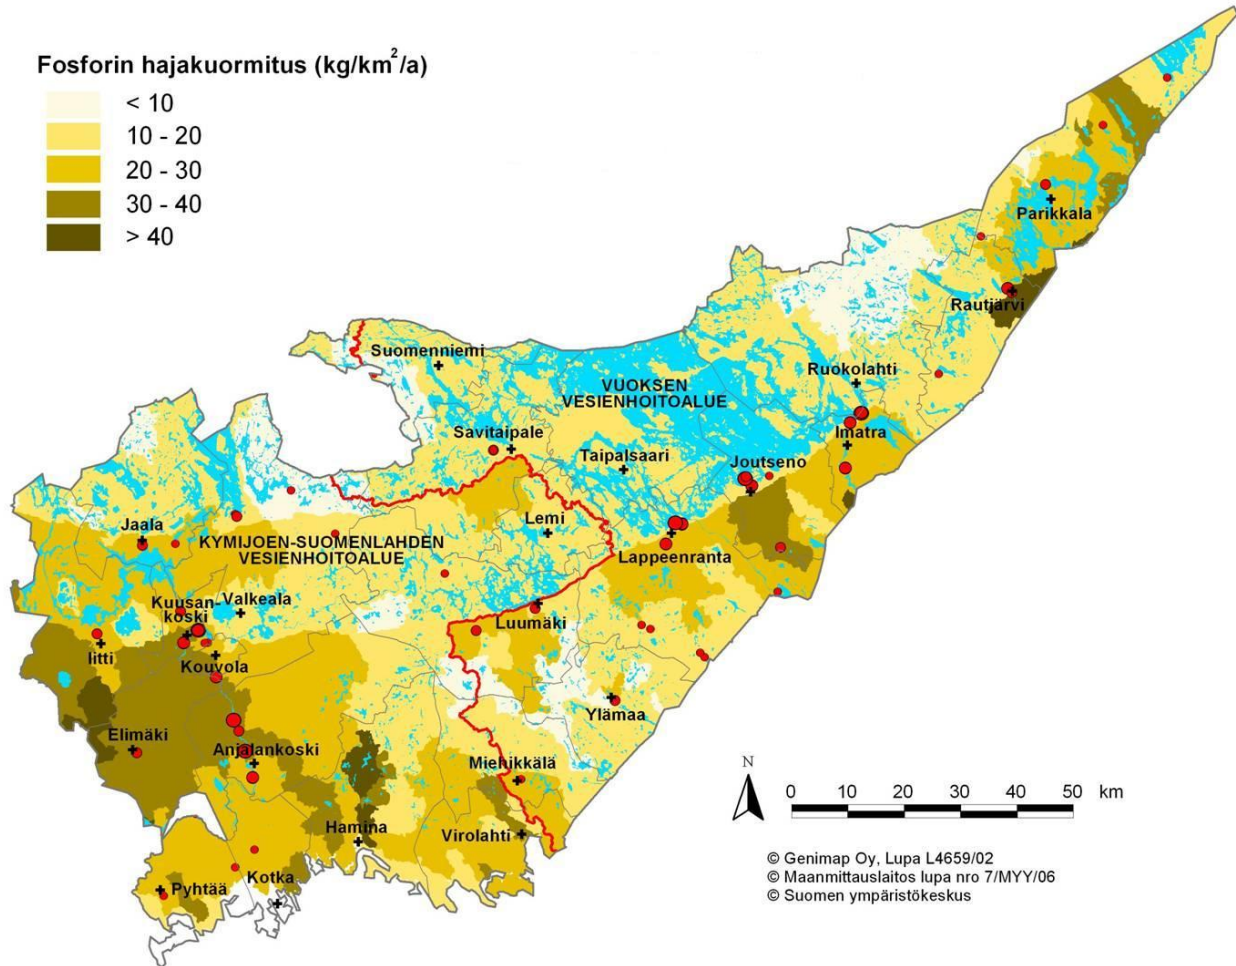 Fosforin hajakuormitus (kg/km²/a)
< 10
10 - 20
20 - 30
30 - 40
> 40
Parikkala
Rautjärvi
Suomenniemi
Ruokolahti
VUOKSEN
VESIENHOITOALUE
Savitaipale
Imatra
Taipalsaari
Joutseno
Jaala
Lemi
KYMIJOEN-SUOMENLAHDEN
VESIENHOITOALUE
Lappeenranta
Kuusan-
koski
Valkeala
Luumäki
Iitti
Kouvola
Ylämaa
Elimäki
Anjalankoski
Miehikkälä
Hamina
Virolahti
Pyhtää
Kotka
N
0 10 20 30 40 50 km
© Genimap Oy, Lupa L4659/02
© Maanmittauslaitos lupa nro 7/MYY/06
© Suomen ympäristökeskus